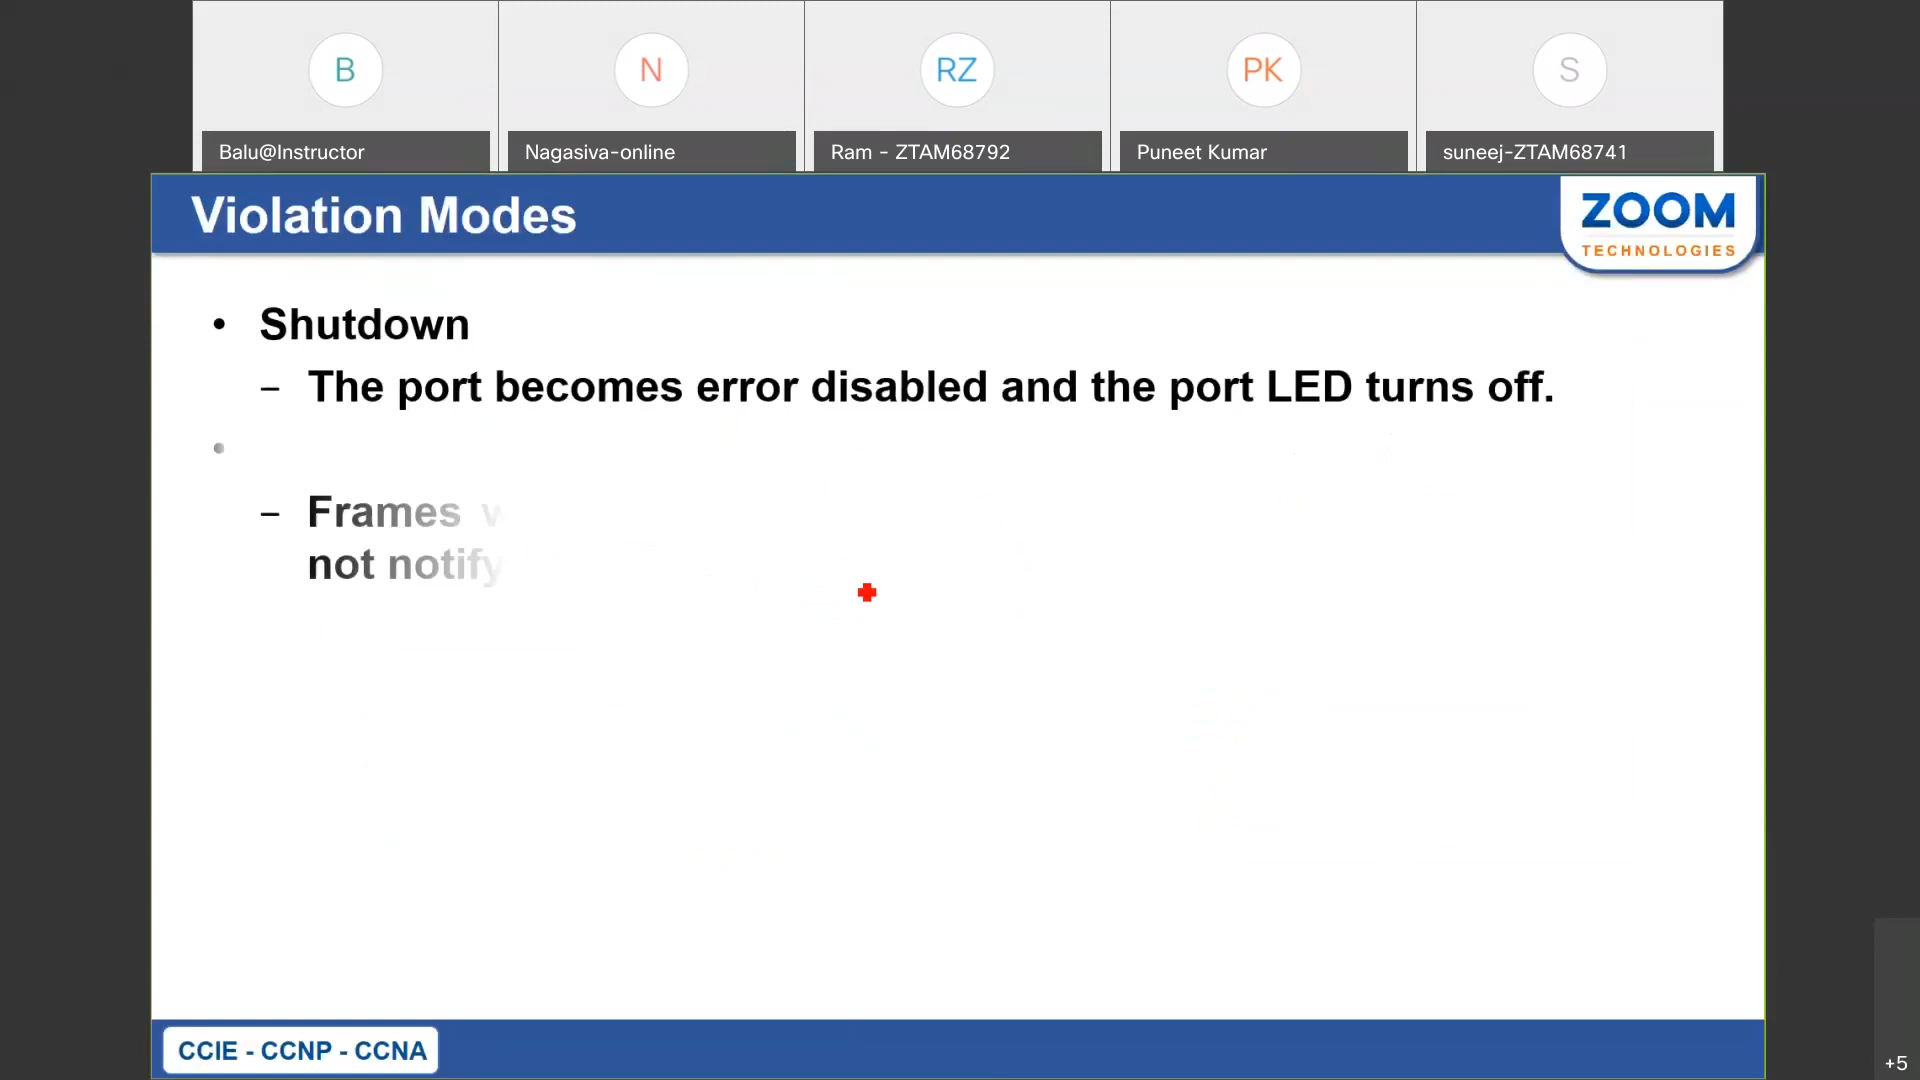 B
N
RZ
PK
S
Balu@Instructor
Nagasiva-online
Ram - ZTAM68792
Puneet Kumar
suneej-ZTAM68741
Violation Modes
ZOOM
TECHNOLOGIES
• Shutdown
– The port becomes error disabled and the port LED turns off.
•
– Frames
not notify
CCIE - CCNP - CCNA
+5